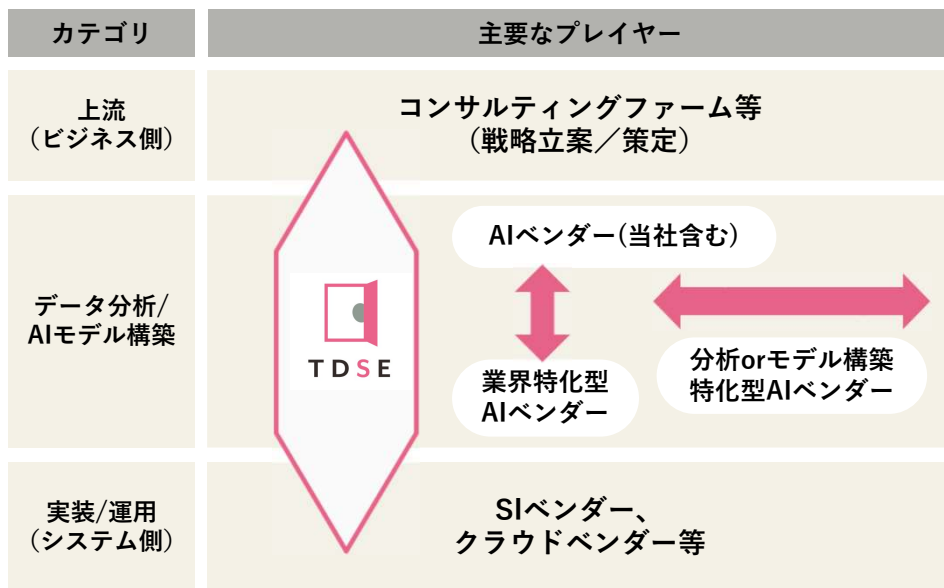 カテゴリ
主要なプレイヤー
上流
(ビジネス側)
コンサルティングファーム等
(戦略立案／策定)
データ分析/
AIモデル構築
TDSE
AIベンダー(当社含む)
業界特化型
AIベンダー
分析orモデル構築
特化型AIベンダー
実装/運用
(システム側)
SIベンダー、
クラウドベンダー等